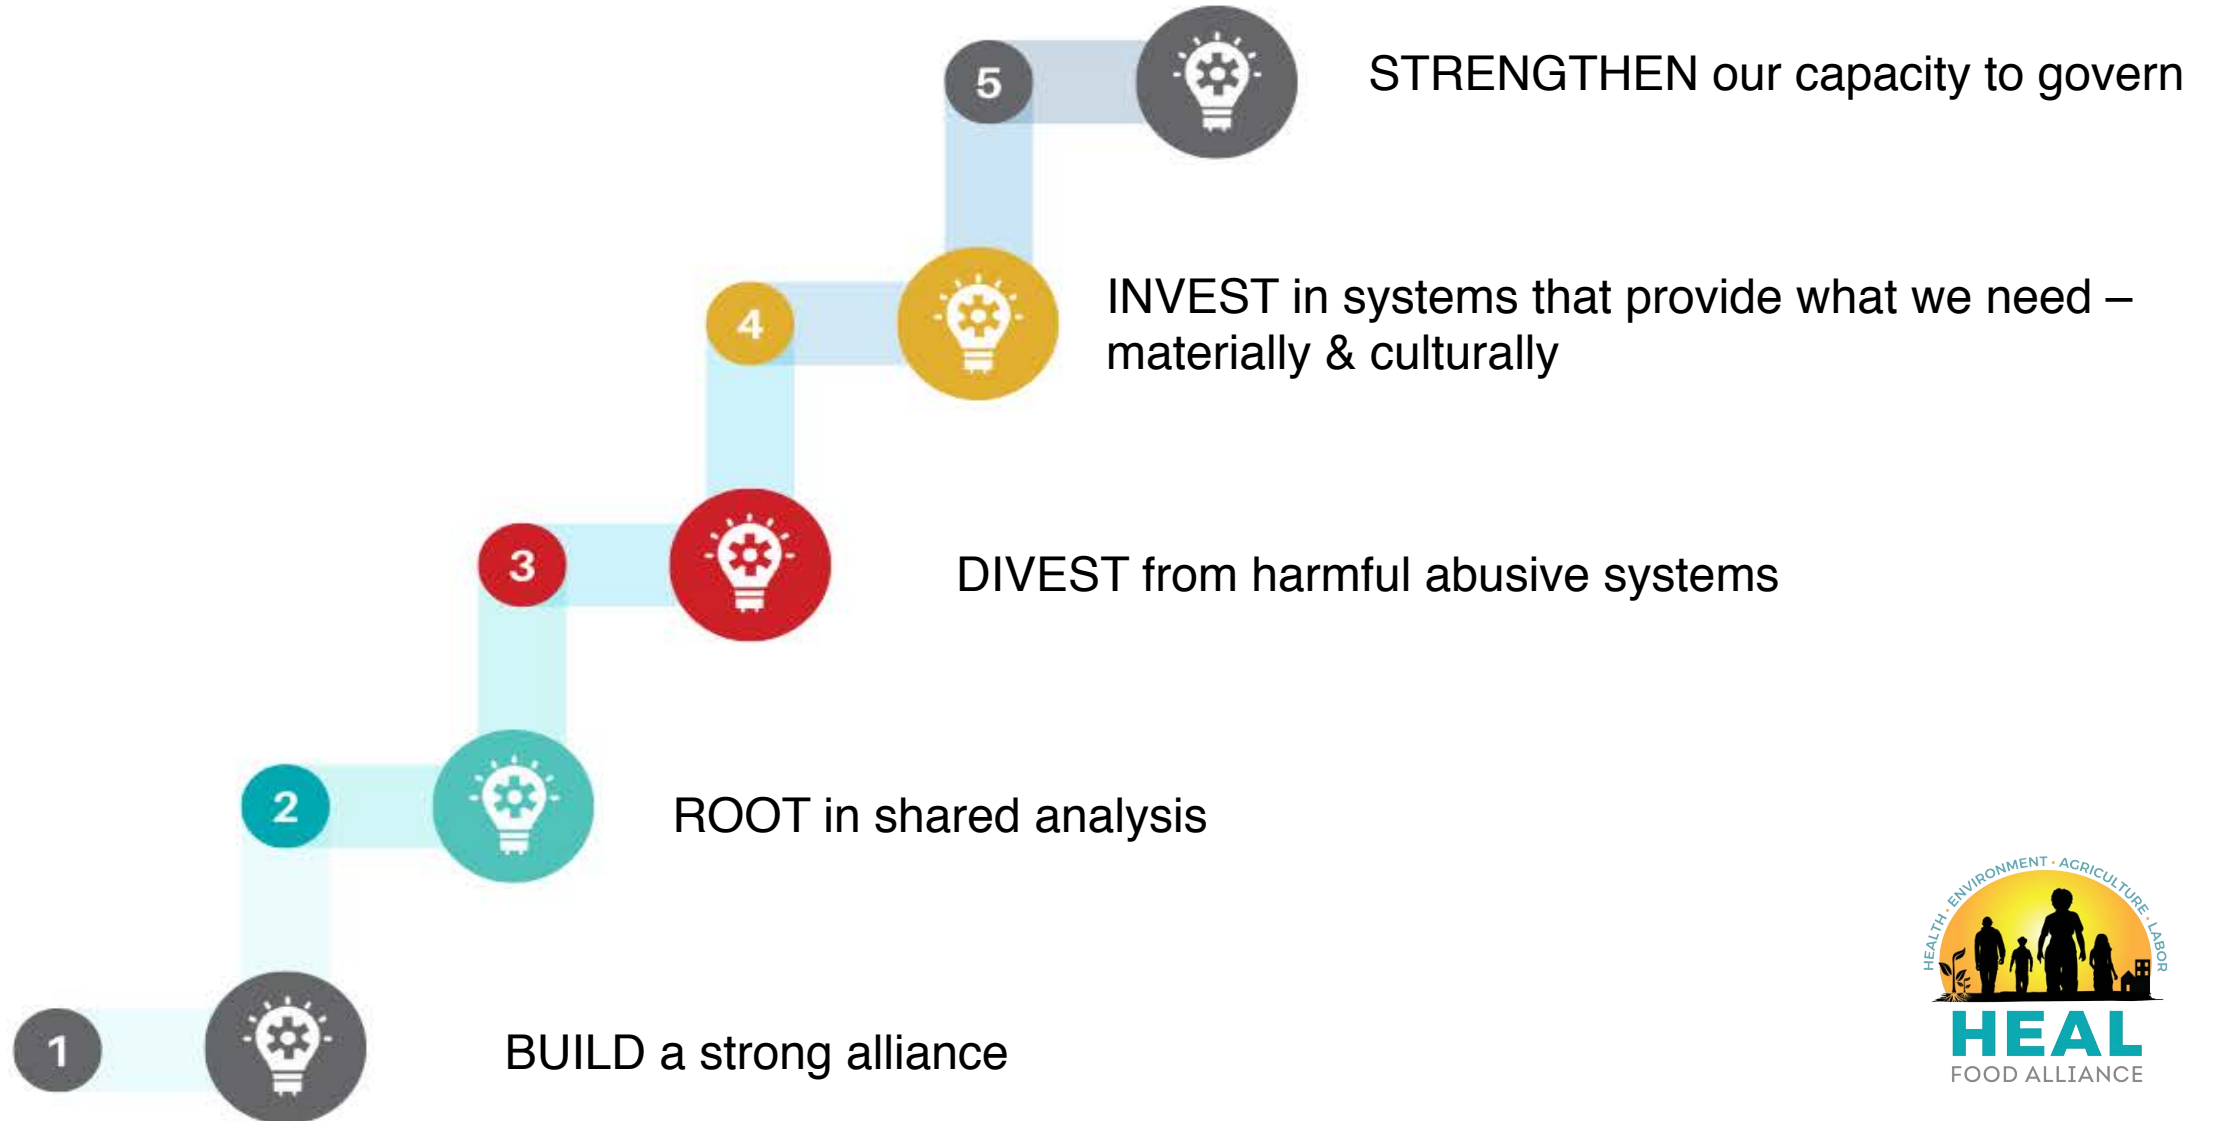 5
STRENGTHEN our capacity to govern
4
INVEST in systems that provide what we need –
materially & culturally
3
DIVEST from harmful abusive systems
2
ROOT in shared analysis
1
BUILD a strong alliance
HEALTH · ENVIRONMENT · AGRICULTURE · LABOR
HEAL
FOOD ALLIANCE